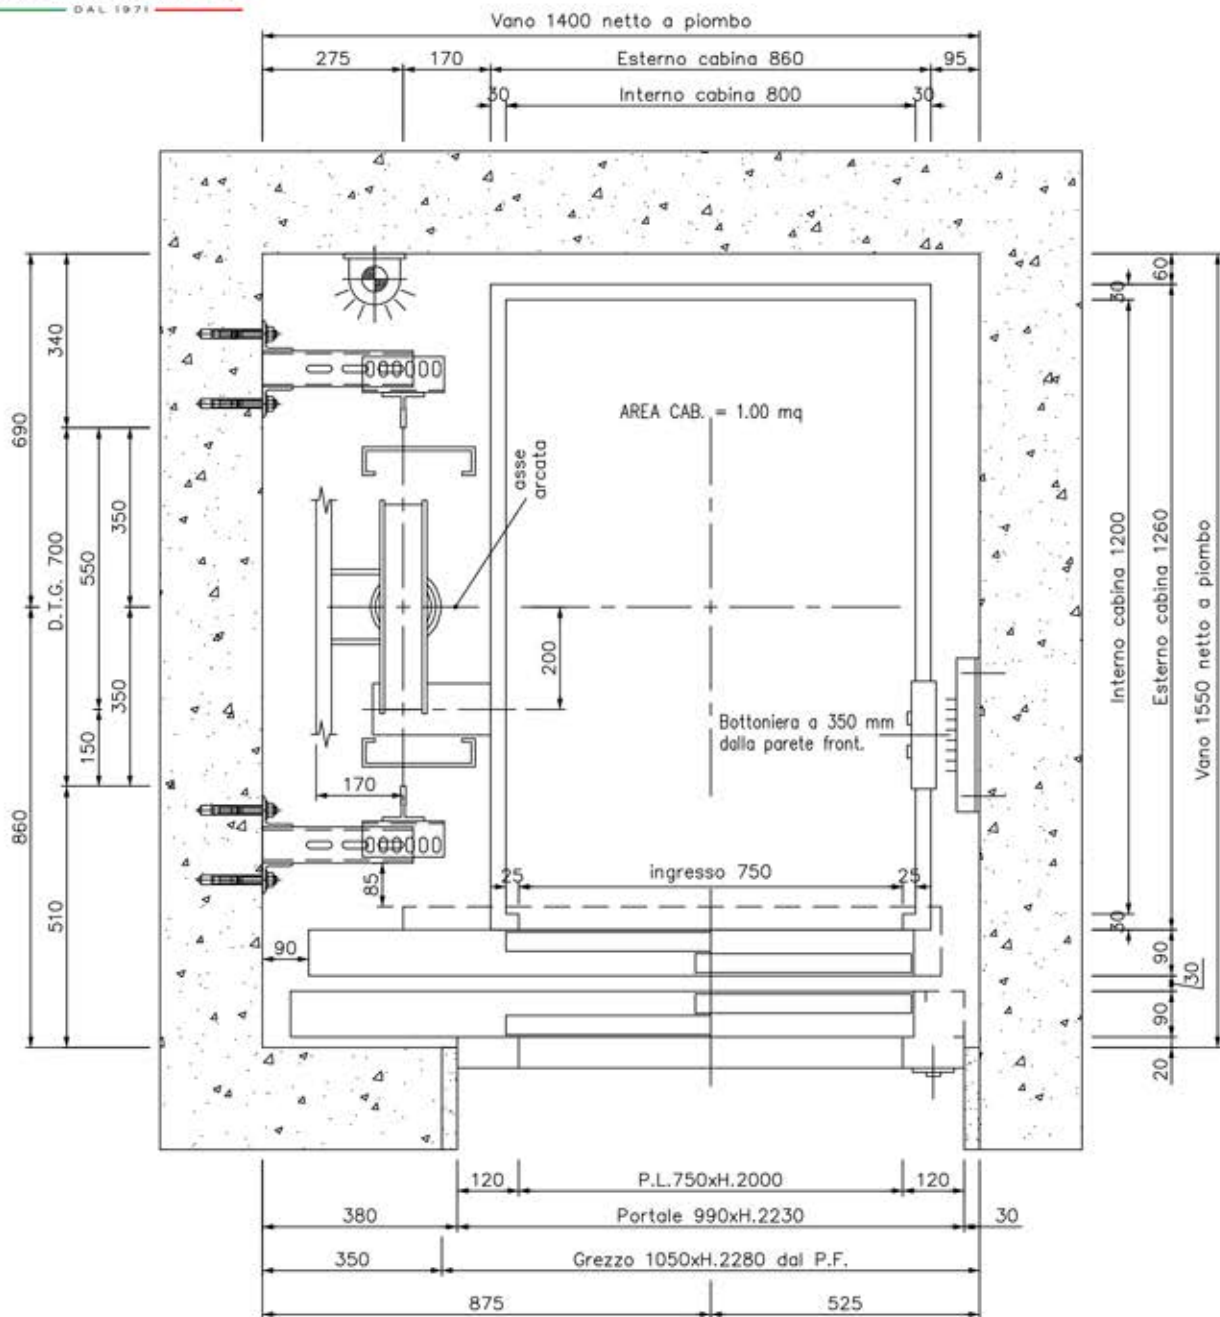 DAL 1971
Vano 1400 netto a piombo
275
170
Esterno cabina 860
95
30
Interno cabina 800
30
340
690
D.T.G. 700
550
350
350
150
860
510
AREA CAB. = 1.00 mq
asse
arcata
200
Bottoniera a 350 mm
dalla parete front.
170
85
25
ingresso 750
25
90
60
30
Interno cabina 1200
Esterno cabina 1260
Vano 1550 netto a piombo
30
90
30
90
20
120
P.L.750xH.2000
120
380
Portale 990xH.2230
30
350
Grezzo 1050xH.2280 dal P.F.
875
525